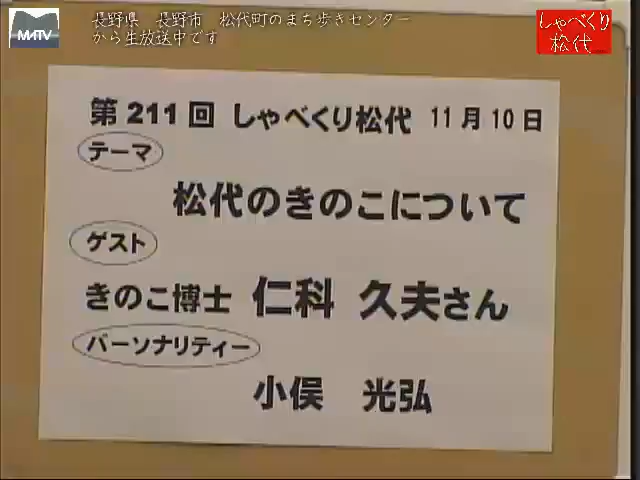 MATV
長野県 長野市 松代町のまち歩きセンター
から生放送中です
しゃべくり
松代
第211回 しゃべくり松代 11月10日
テーマ
松代のきのこについて
ゲスト
きのこ博士 仁科 久夫さん
パーソナリティー
小俣 光弘